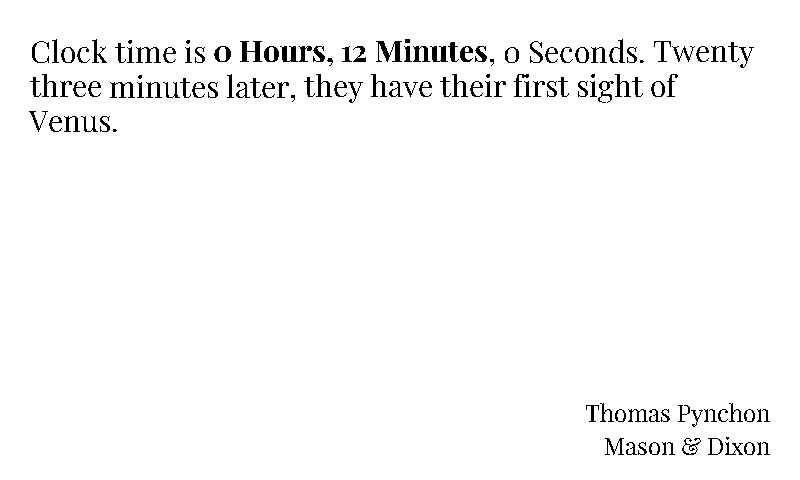 Clock time is 0 Hours, 12 Minutes, 0 Seconds. Twenty
three minutes later, they have their first sight of
Venus.
Thomas Pynchon
Mason & Dixon